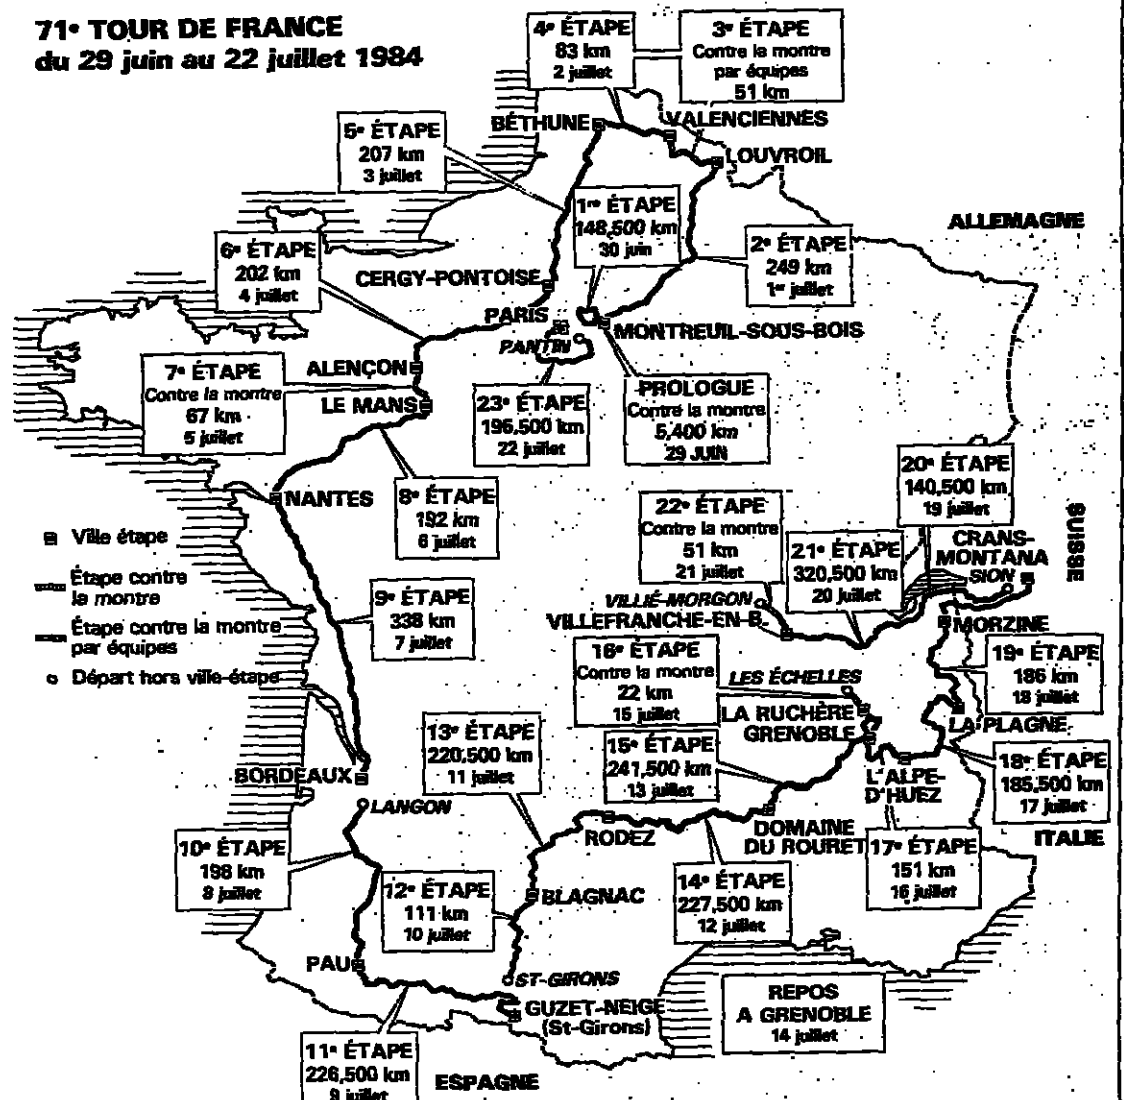 71e TOUR DE FRANCE
du 29 juin au 22 juillet 1984
4e ÉTAPE
83 km
2 juillet
3e ÉTAPE
Contre la montre
par équipes
51 km
5e ÉTAPE
207 km
3 juillet
BÉTHUNE
VALENCIENNES
LOUVROIL
1re ÉTAPE
148,500 km
30 juin
ALLEMAGNE
6e ÉTAPE
202 km
4 juillet
2e ÉTAPE
249 km
1er juillet
CERGY-PONTOISE
PARIS
MONTREUIL-SOUS-BOIS
PANTIN
ALENÇON
7e ÉTAPE
Contre la montre
67 km
5 juillet
LE MANS
23e ÉTAPE
196,500 km
22 juillet
PROLOGUE
Contre la montre
5,400 km
29 JUIN
20e ÉTAPE
140,500 km
19 juillet
NANTES
8e ÉTAPE
192 km
6 juillet
22e ÉTAPE
Contre la montre
51 km
21 juillet
SUISSE
Ville étape
21e ÉTAPE
320,500 km
20 juillet
CRANS-
MONTANA
SION
Étape contre
la montre
9e ÉTAPE
338 km
7 juillet
VILLIÉ-MORGON
VILLEFRANCHE-EN-B.
MORZINE
Étape contre la montre
par équipes
Départ hors ville-étape
16e ÉTAPE
Contre la montre
22 km
15 juillet
LES ÉCHELLES
19e ÉTAPE
186 km
18 juillet
LA RUCHÈRE
GRENOBLE
LA PLAGNE
13e ÉTAPE
220,500 km
11 juillet
15e ÉTAPE
241,500 km
13 juillet
18e ÉTAPE
185,500 km
17 juillet
BORDEAUX
L'ALPE-
D'HUEZ
LANGON
RODEZ
DOMAINE
DU ROURET
ITALIE
10e ÉTAPE
198 km
8 juillet
17e ÉTAPE
151 km
16 juillet
12e ÉTAPE
111 km
10 juillet
BLAGNAC
14e ÉTAPE
227,500 km
12 juillet
PAU
ST-GIRONS
GUZET-NEIGE
(St-Girons)
REPOS
A GRENOBLE
14 juillet
11e ÉTAPE
226,500 km
9 juillet
ESPAGNE